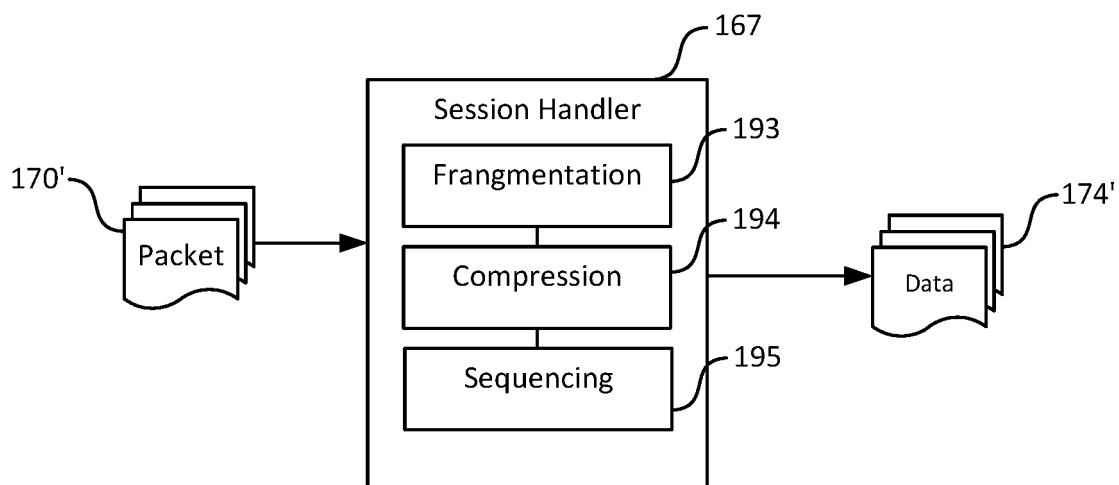 167
Session Handler
193
Frangmentation
170'
174'
194
Packet
Compression
Data
195
Sequencing